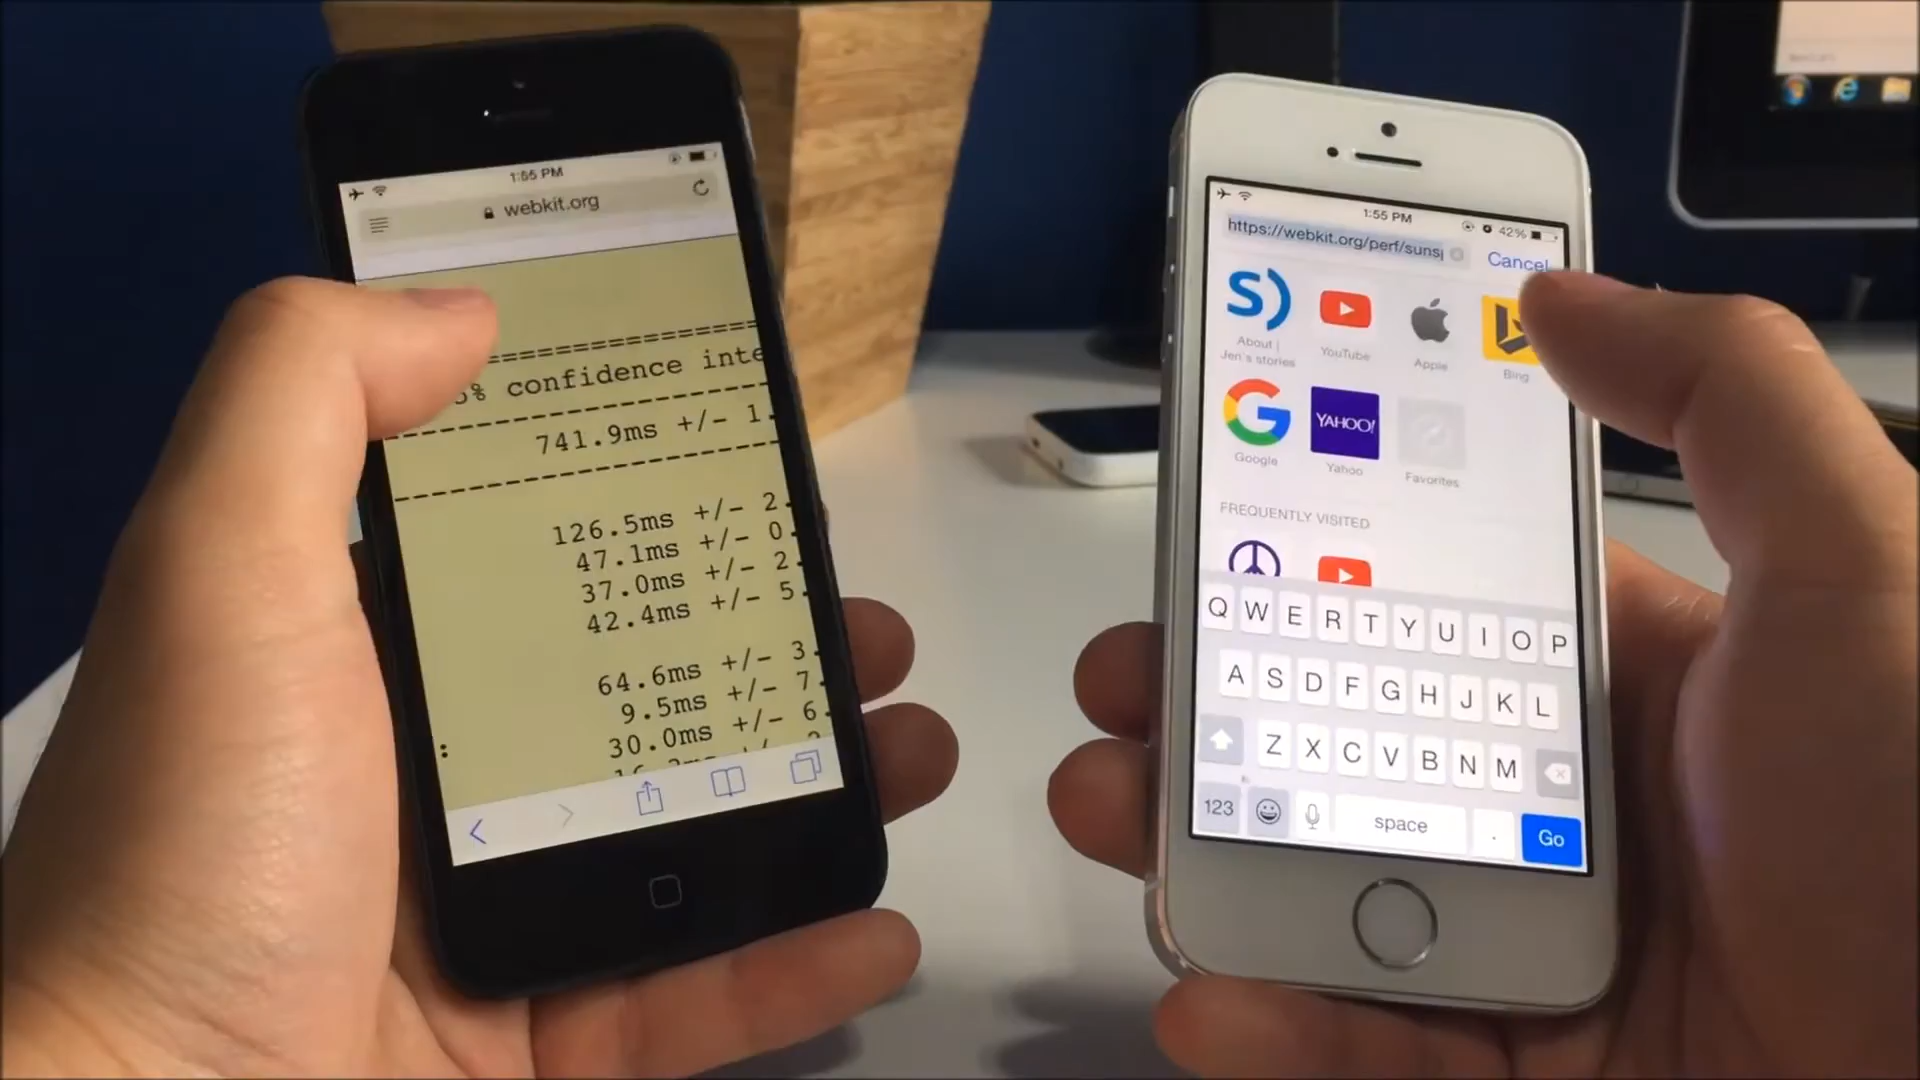 1:55 PM
webkit.org
==================
% confidence inte
------------------
741.9ms +/- 1.
------------------
126.5ms +/- 2.
47.1ms +/- 0.
37.0ms +/- 2.
42.4ms +/- 5.
64.6ms +/- 3.
9.5ms +/- 7.
: 30.0ms +/- 6.
1:55 PM
42%
https://webkit.org/perf/sunsp
Cancel
S)
About |
Jen's stories
YouTube
Apple
Bing
Google
YAHOO!
Yahoo
Favorites
FREQUENTLY VISITED
Q W E R T Y U I O P
A S D F G H J K L
Z X C V B N M
123 space . Go